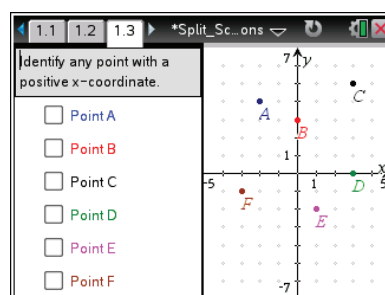 1.1 1.2 1.3 *Split_Sc...ons
Identify any point with a
positive x-coordinate.
Point A
Point B
Point C
Point D
Point E
Point F
7 y
C
A
B
1
x
-5 1 5
D
F
E
-7